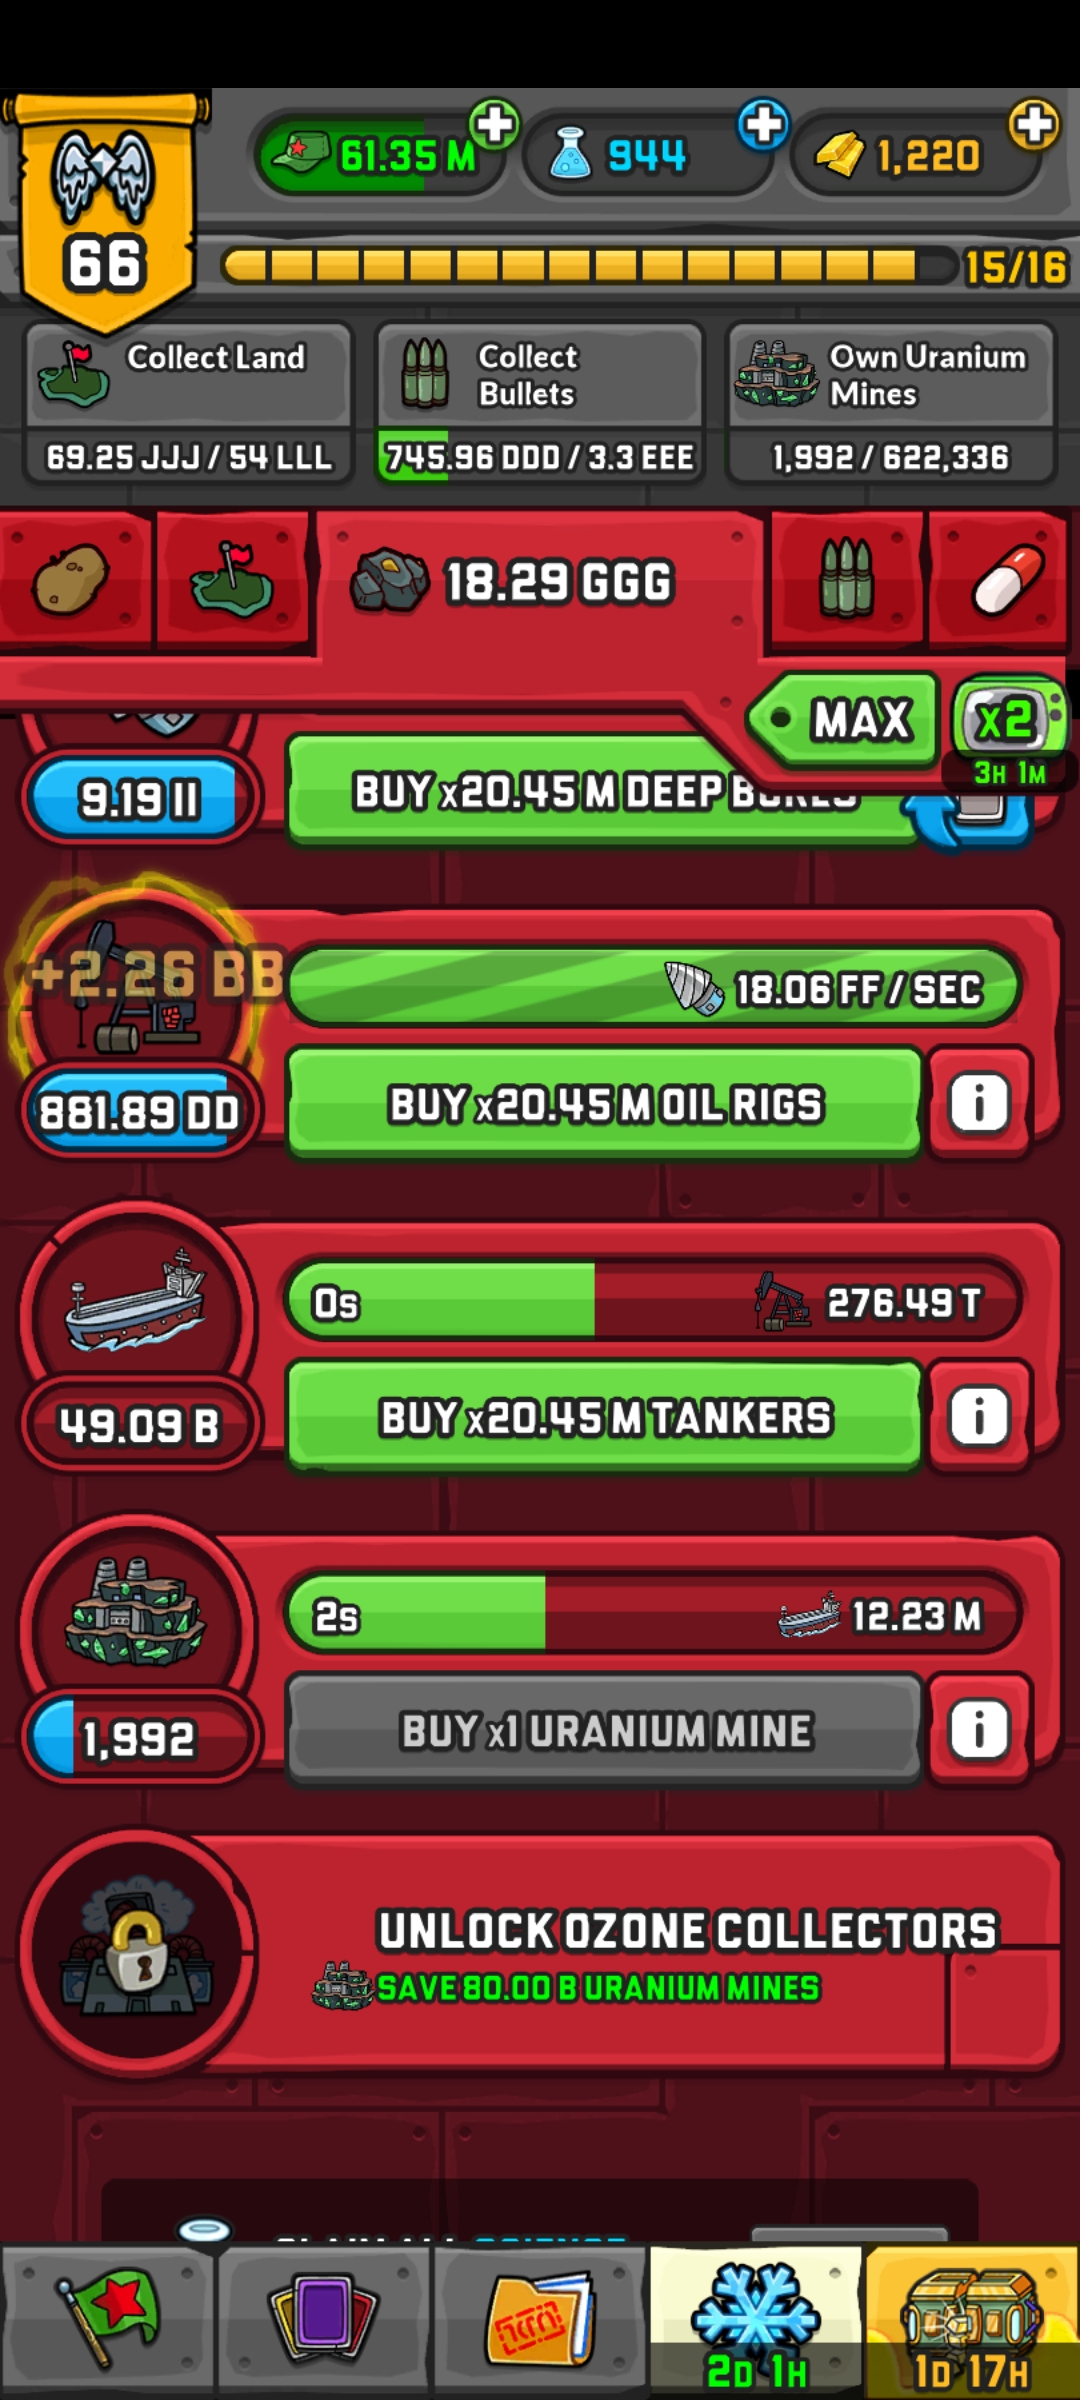 61.35 M
944
1,220
66
15/16
Collect Land
69.25 JJJ / 54 LLL
Collect
Bullets
745.96 DDD / 3.3 EEE
Own Uranium
Mines
1,992 / 622,336
18.29 GGG
MAX
x2
3H 1M
9.19 II
BUY x20.45 M DEEP BORES
+2.26 BB
18.06 FF / SEC
881.89 DD
BUY x20.45 M OIL RIGS
i
0s
276.49 T
49.09 B
BUY x20.45 M TANKERS
i
2s
12.23 M
1,992
BUY x1 URANIUM MINE
i
UNLOCK OZONE COLLECTORS
SAVE 80.00 B URANIUM MINES
2D 1H
1D 17H